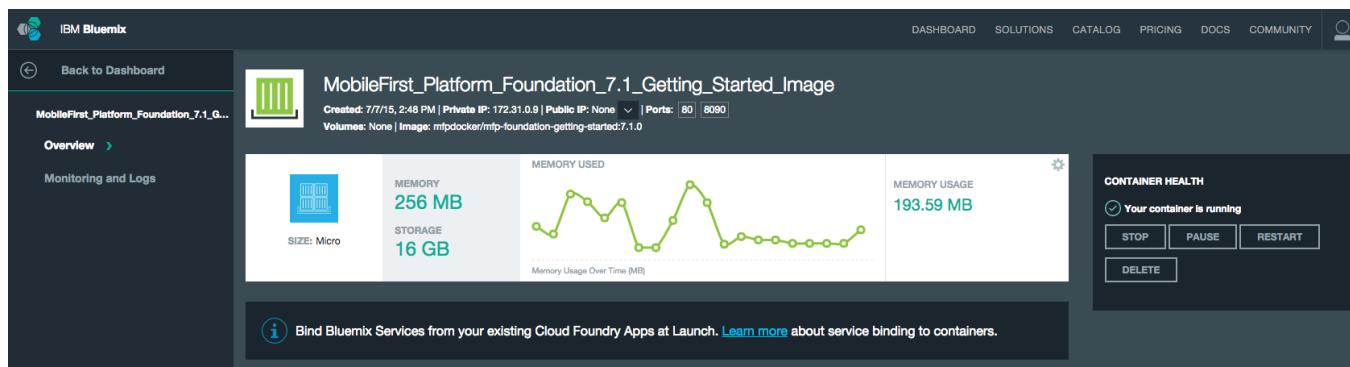 IBM Bluemix
DASHBOARD SOLUTIONS CATALOG PRICING DOCS COMMUNITY
Back to Dashboard
MobileFirst_Platform_Foundation_7.1_G...
Overview
Monitoring and Logs
MobileFirst_Platform_Foundation_7.1_Getting_Started_Image
Created: 7/7/15, 2:48 PM | Private IP: 172.31.0.9 | Public IP: None | Ports: 80 8090
Volumes: None | Image: mfpdocker/mfp-foundation-getting-started:7.1.0
SIZE: Micro
MEMORY
256 MB
STORAGE
16 GB
MEMORY USED
Memory Usage Over Time (MB)
MEMORY USAGE
193.59 MB
CONTAINER HEALTH
Your container is running
STOP PAUSE RESTART
DELETE
Bind Bluemix Services from your existing Cloud Foundry Apps at Launch. Learn more about service binding to containers.